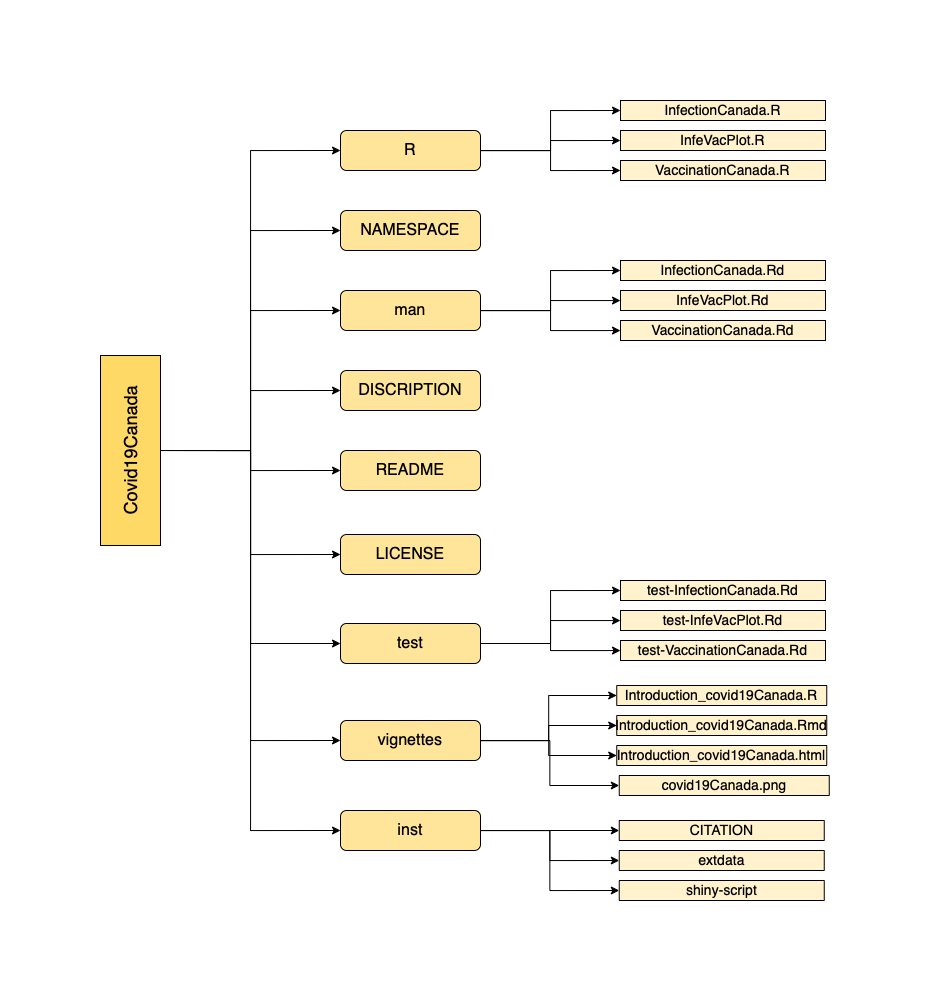 Covid19Canada
R
InfectionCanada.R
InfeVacPlot.R
VaccinationCanada.R
NAMESPACE
man
InfectionCanada.Rd
InfeVacPlot.Rd
VaccinationCanada.Rd
DISCRIPTION
README
LICENSE
test
test-InfectionCanada.Rd
test-InfeVacPlot.Rd
test-VaccinationCanada.Rd
vignettes
Introduction_covid19Canada.R
Introduction_covid19Canada.Rmd
Introduction_covid19Canada.html
covid19Canada.png
inst
CITATION
extdata
shiny-script